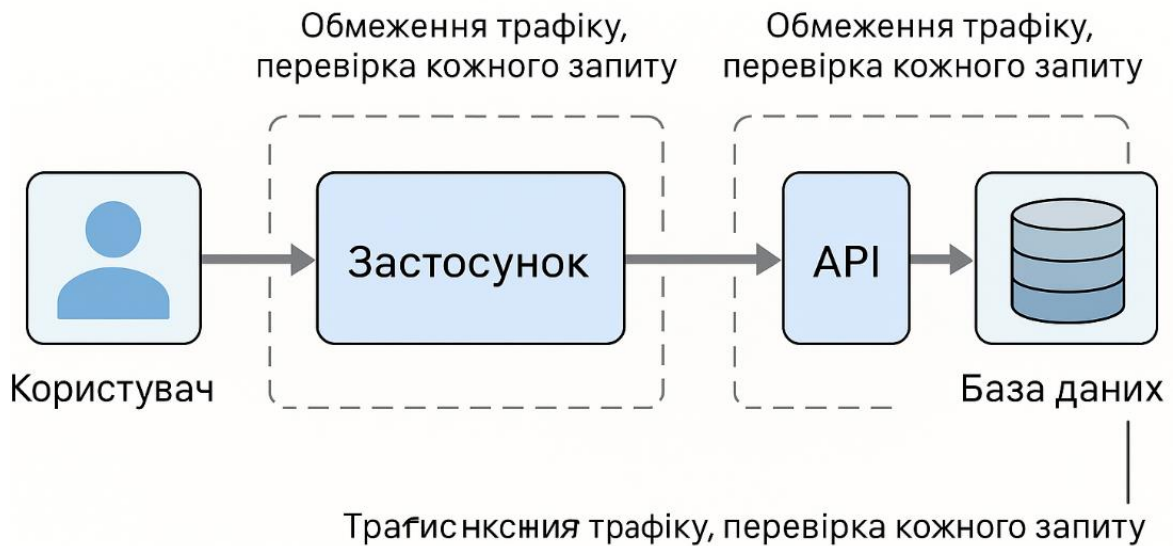 Обмеження трафіку,
перевірка кожного запиту
Обмеження трафіку,
перевірка кожного запиту
Застосунок
API
Користувач
База даних
трафіку, перевірка кожного запиту